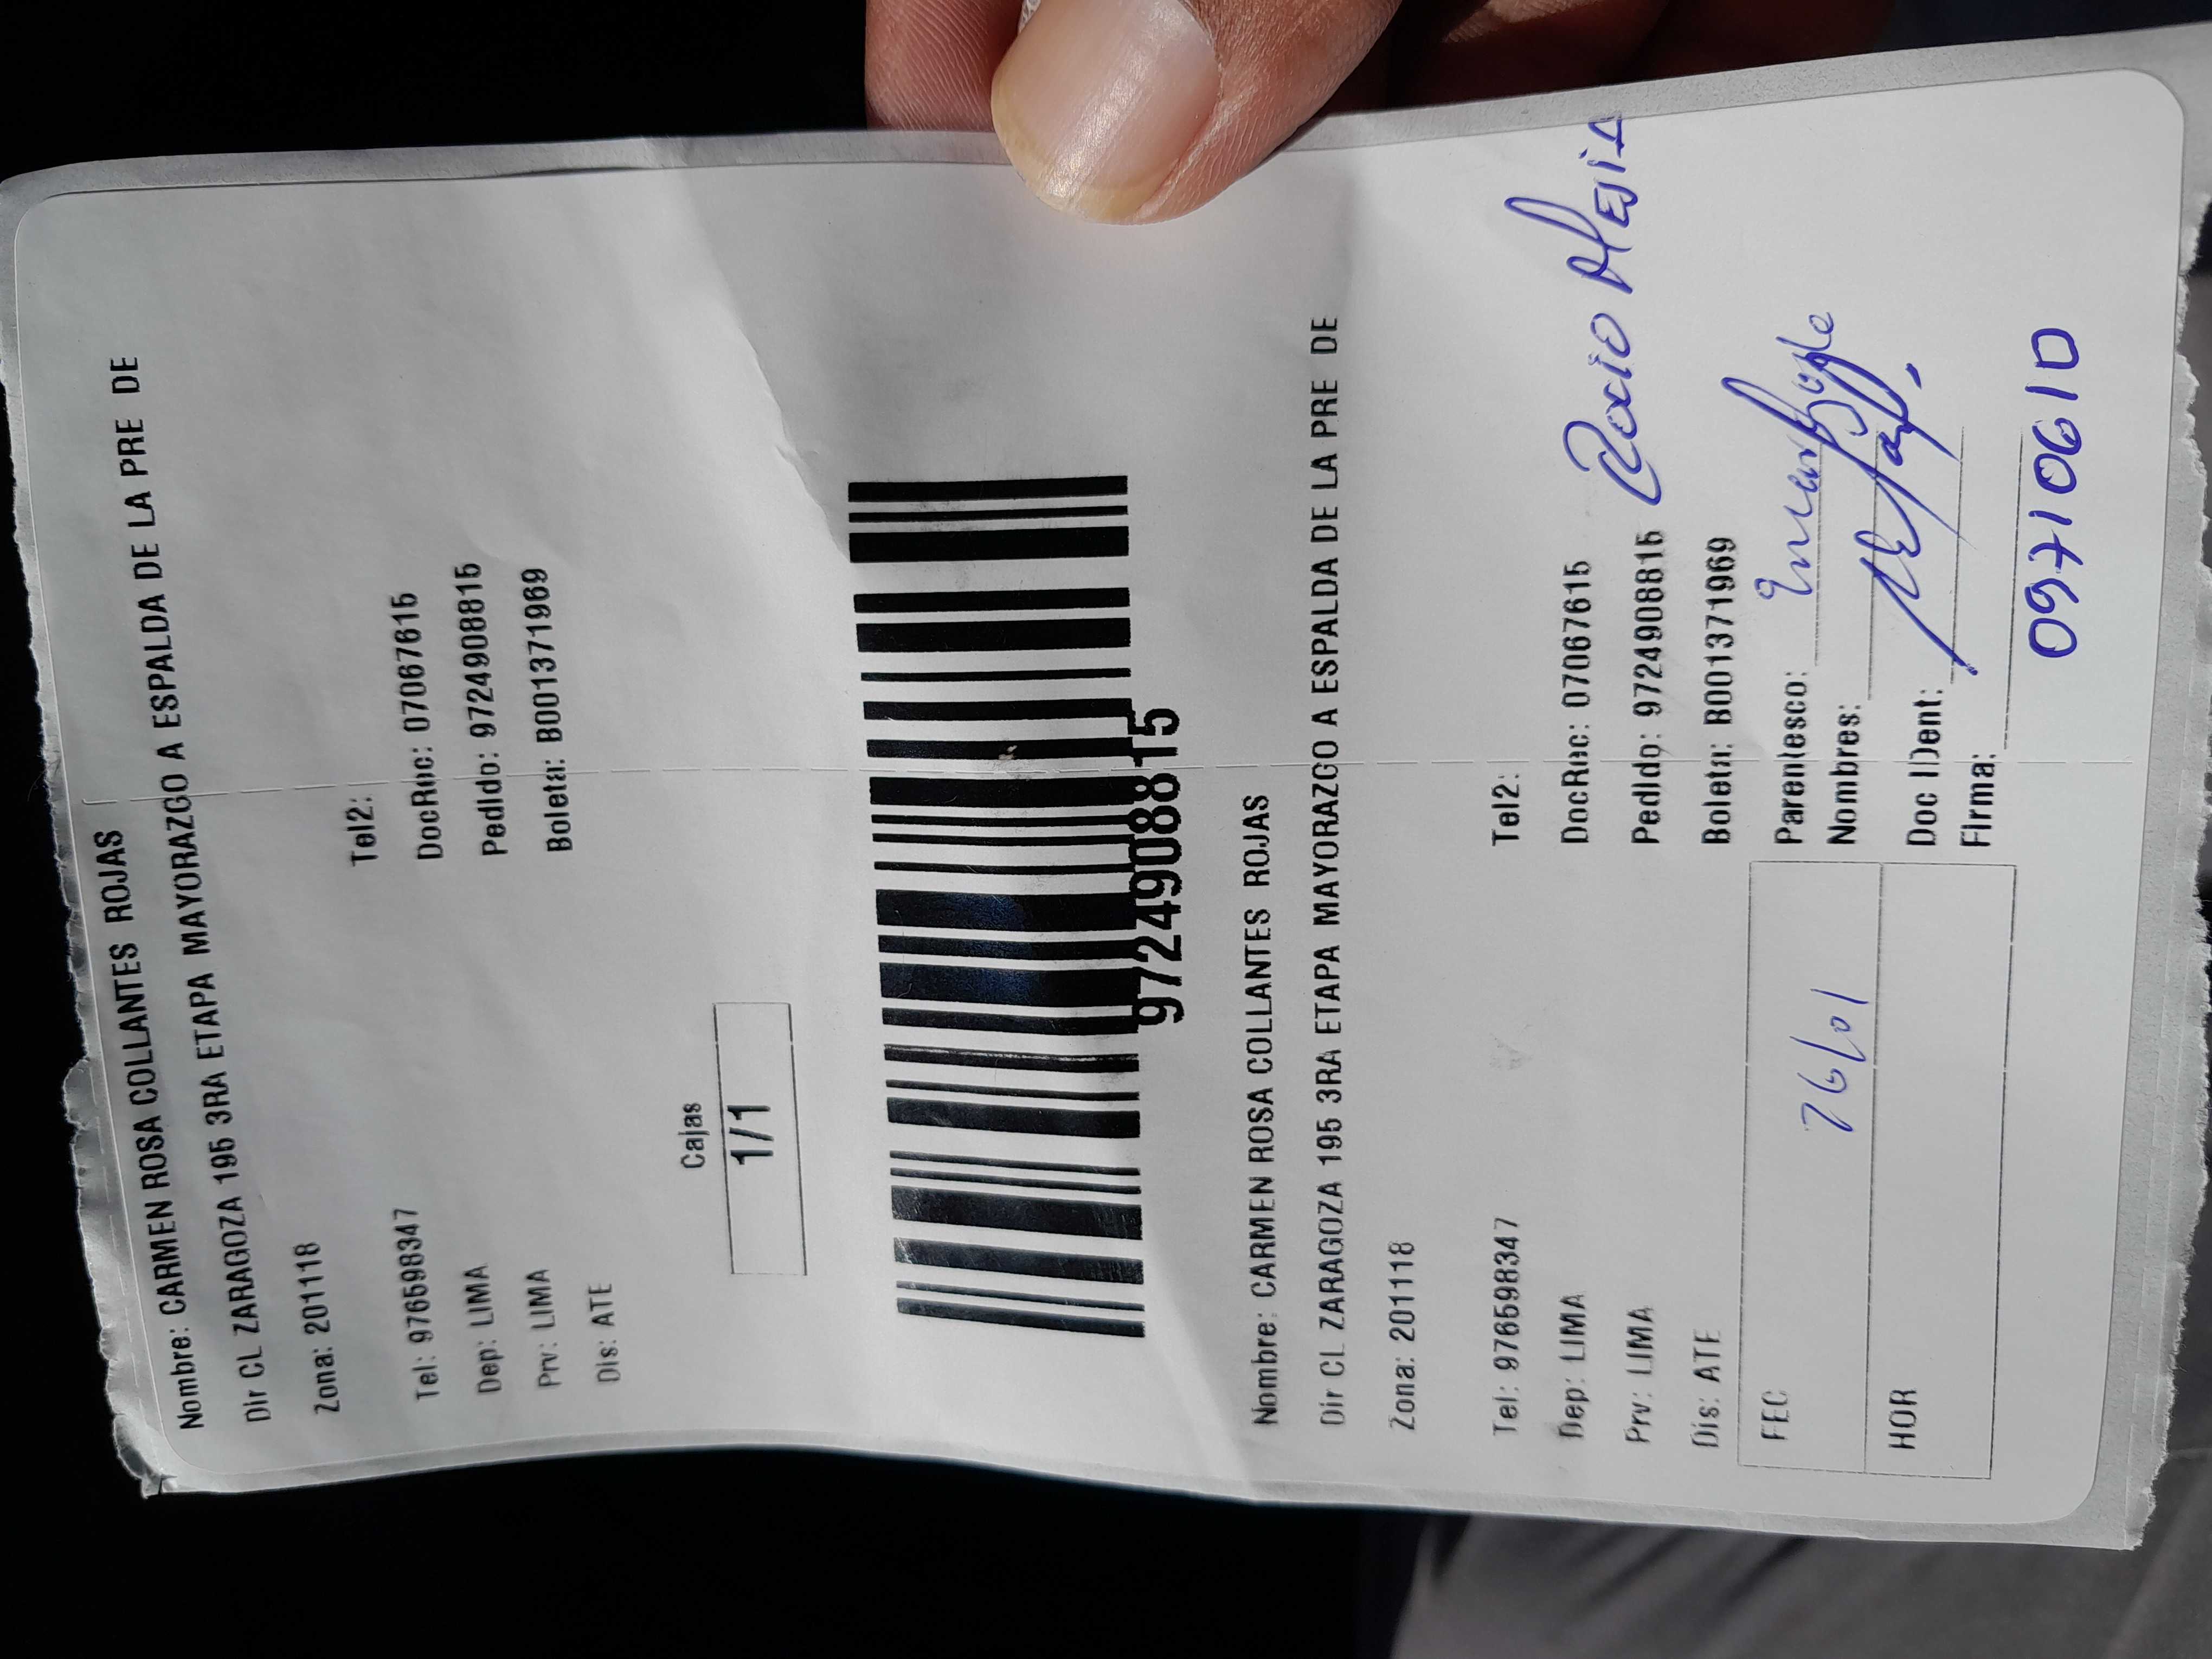 Nombre: CARMEN ROSA COLLANTES ROJAS
Dir CL ZARAGOZA 195 3RA ETAPA MAYORAZGO A ESPALDA DE LA PRE DE
Zona: 201118
Tel2:
Tel: 976598347 DocRuc: 07067615
Dep: LIMA Pedido: 9724908815
Prv: LIMA Boleta: B001371969
Dis: ATE
Cajas
1/1
9724908815
Nombre: CARMEN ROSA COLLANTES ROJAS
Dir CL ZARAGOZA 195 3RA ETAPA MAYORAZGO A ESPALDA DE LA PRE DE
Zona: 201118
Tel: 976598347 Tel2:
Dep: LIMA DocRuc: 07067615
Prv: LIMA Pedido: 9724908815 Rocio Mejia
Dis: ATE Boleta: B001371969
FEC 26/01 Parentesco:
Nombres:
HOR Doc IDent:
Firma:
09710610